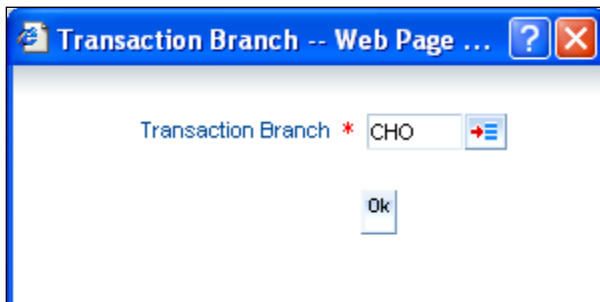 Transaction Branch -- Web Page ...
Transaction Branch * CHO
Ok